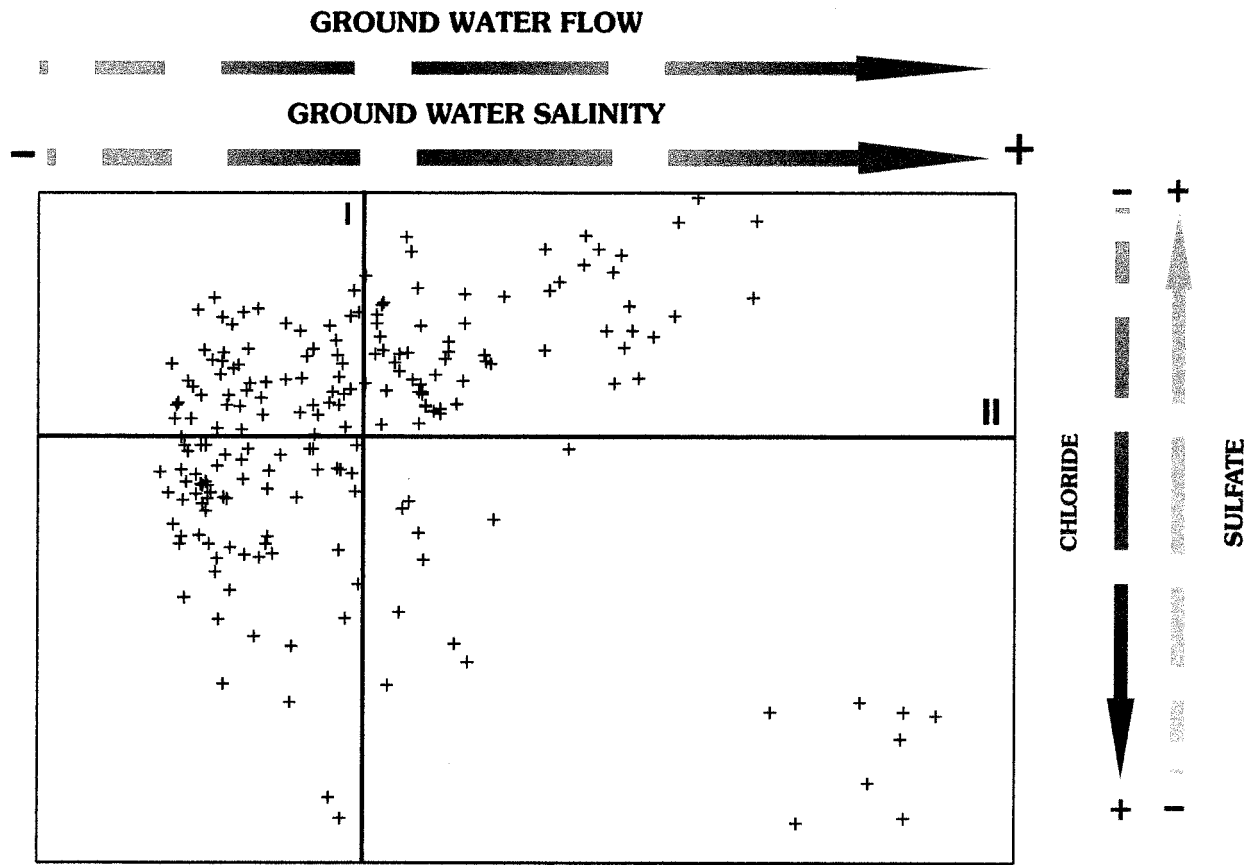 GROUND WATER FLOW
GROUND WATER SALINITY
− +
I
II
− +
CHLORIDE
SULFATE
+ −